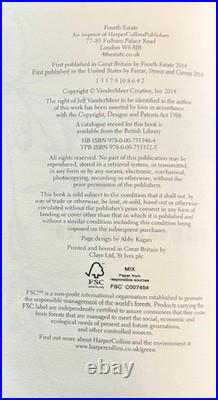 Fourth Estate
An imprint of HarperCollinsPublishers
77–85 Fulham Palace Road
London W6 8JB
4thestate.co.uk
First published in Great Britain by Fourth Estate 2014
First published in the United States by Farrar, Straus and Giroux 2014
1 3 5 7 9 10 8 6 4 2
Copyright © VanderMeer Creative, Inc 2014
The right of Jeff VanderMeer to be identified as the author
of this work has been asserted by him in accordance with the
Copyright, Designs and Patents Act 1988
A catalogue record for this book is
available from the British Library
HB ISBN 978-0-00-755346-4
TPB ISBN 978-0-00-755352-5
All rights reserved. No part of this publication may be
reproduced, stored in a retrieval system, or transmitted,
in any form or by any means, electronic, mechanical,
photocopying, recording or otherwise, without the
prior permission of the publishers.
This book is sold subject to the condition that it shall not, by
way of trade or otherwise, be lent, re-sold, hired out or otherwise
circulated without the publisher's prior consent in any form of
binding or cover other than that in which it is published and
without a similar condition including this condition being
imposed on the subsequent purchaser.
Page design by Abby Kagan
Printed and bound in Great Britain by
Clays Ltd, St Ives plc
FSC
www.fsc.org
MIX
Paper from
responsible sources
FSC C007454
FSC™ is a non-profit international organisation established to promote
the responsible management of the world's forests. Products carrying the
FSC label are independently certified to assure consumers that they come
from forests that are managed to meet the social, economic and
ecological needs of present and future generations,
and other controlled sources.
Find out more about HarperCollins and the environment at
www.harpercollins.co.uk/green